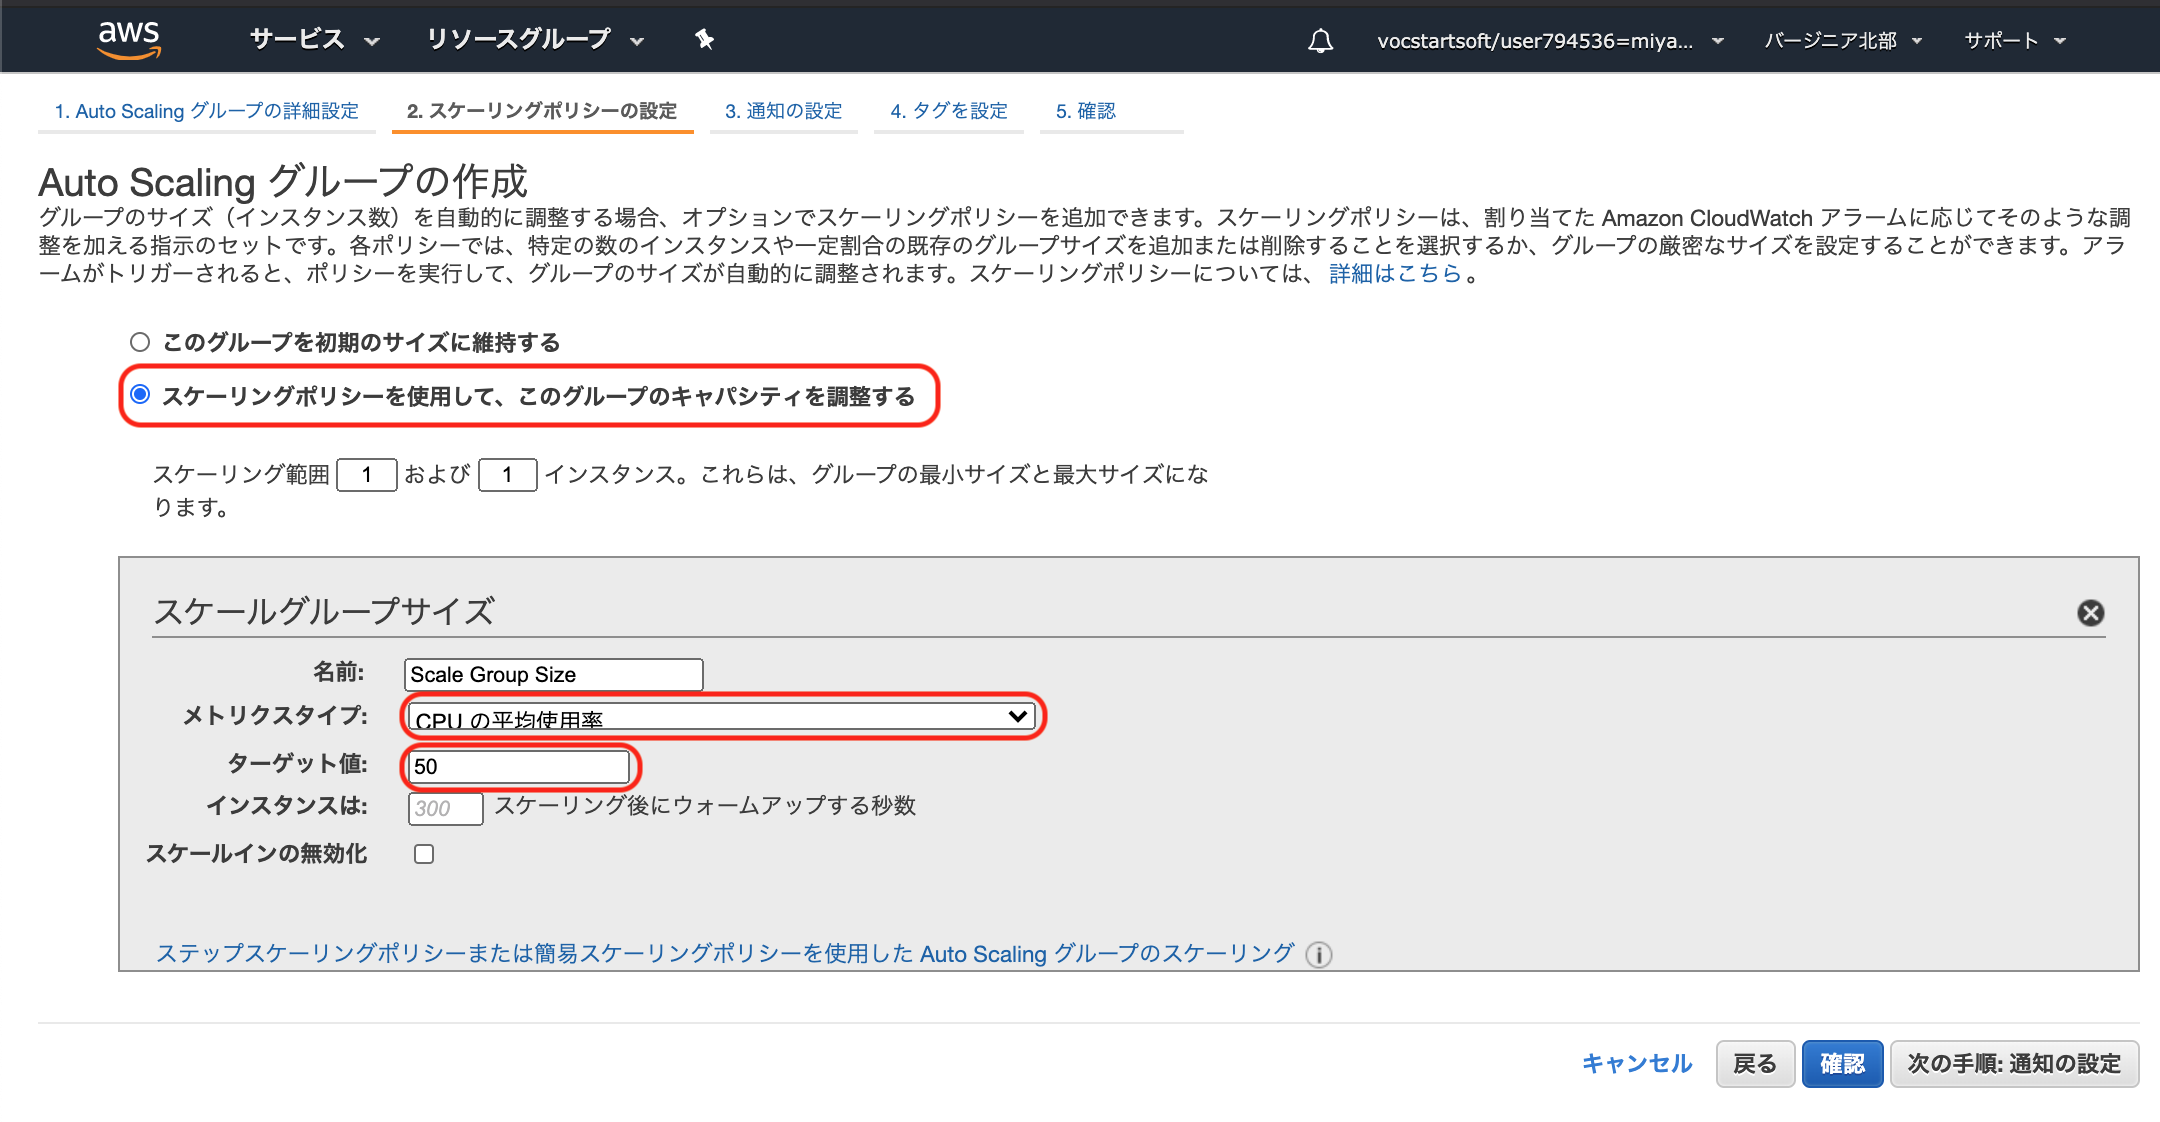 aws サービス リソースグループ vocstartsoft/user794536=miya... バージニア北部 サポート
1. Auto Scaling グループの詳細設定 2. スケーリングポリシーの設定 3. 通知の設定 4. タグを設定 5. 確認
Auto Scaling グループの作成
グループのサイズ（インスタンス数）を自動的に調整する場合、オプションでスケーリングポリシーを追加できます。スケーリングポリシーは、割り当てた Amazon CloudWatch アラームに応じてそのような調
整を加える指示のセットです。各ポリシーでは、特定の数のインスタンスや一定割合の既存のグループサイズを追加または削除することを選択するか、グループの厳密なサイズを設定することができます。アラ
ームがトリガーされると、ポリシーを実行して、グループのサイズが自動的に調整されます。スケーリングポリシーについては、 詳細はこちら 。
このグループを初期のサイズに維持する
スケーリングポリシーを使用して、このグループのキャパシティを調整する
スケーリング範囲 1 および 1 インスタンス。これらは、グループの最小サイズと最大サイズにな
ります。
スケールグループサイズ
名前: Scale Group Size
メトリクスタイプ: CPU の平均使用率
ターゲット値: 50
インスタンスは: 300 スケーリング後にウォームアップする秒数
スケールインの無効化
ステップスケーリングポリシーまたは簡易スケーリングポリシーを使用した Auto Scaling グループのスケーリング i
キャンセル 戻る 確認 次の手順: 通知の設定